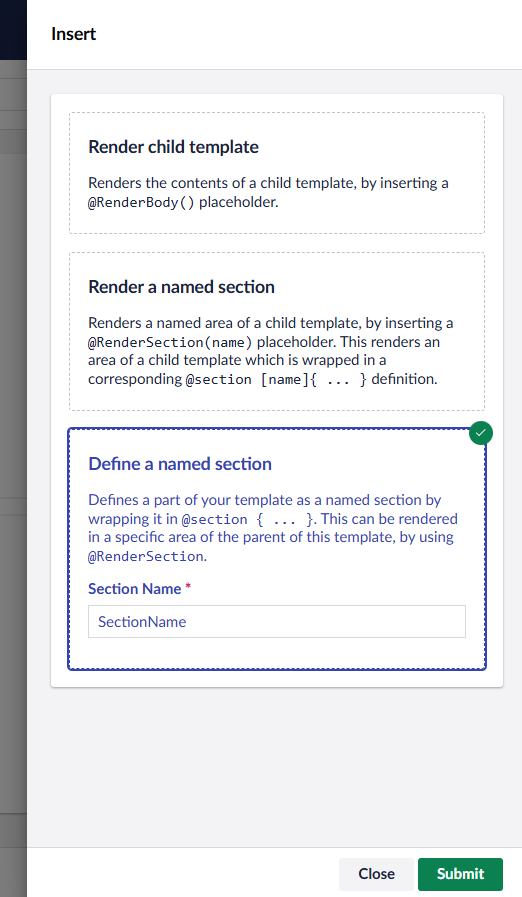 Insert
Render child template
Renders the contents of a child template, by inserting a
@RenderBody() placeholder.
Render a named section
Renders a named area of a child template, by inserting a
@RenderSection(name) placeholder. This renders an
area of a child template which is wrapped in a
corresponding @section [name]{ ... } definition.
Define a named section
Defines a part of your template as a named section by
wrapping it in @section { ... }. This can be rendered
in a specific area of the parent of this template, by using
@RenderSection.
Section Name *
SectionName
Close Submit